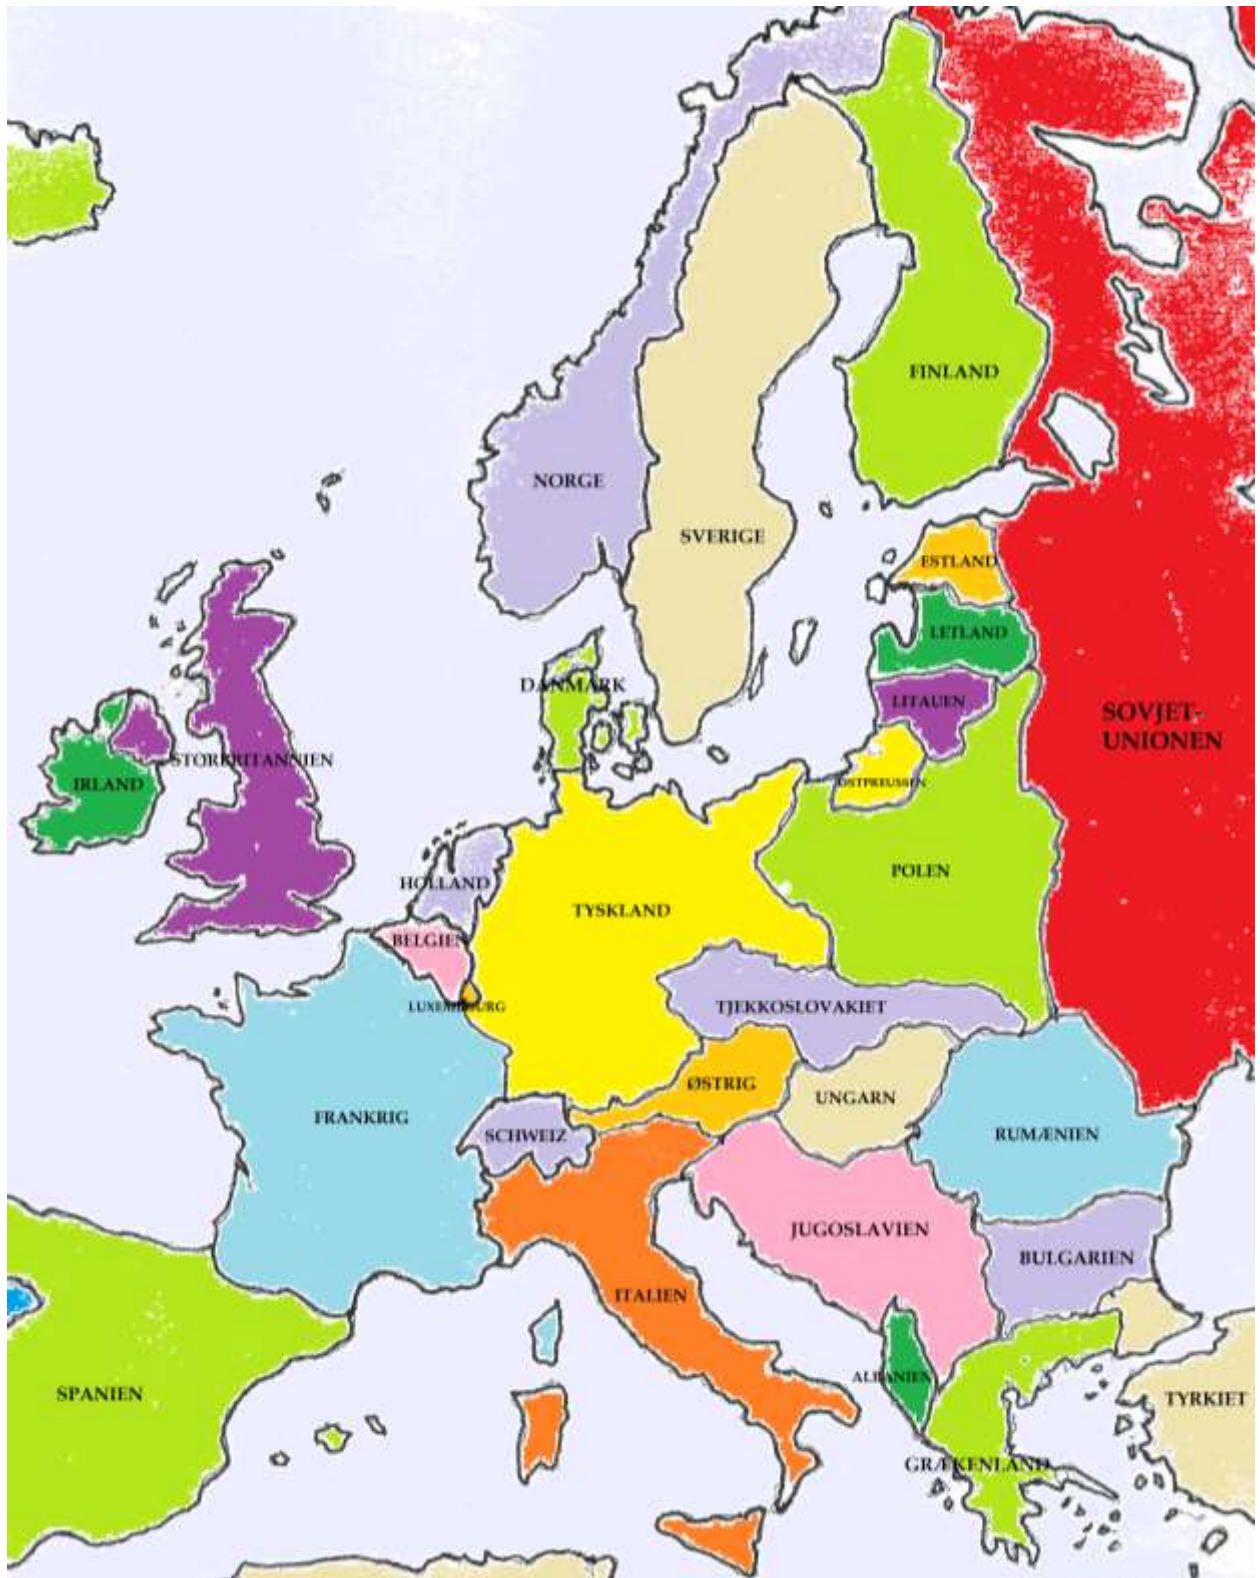 FINLAND
NORGE
SVERIGE
ESTLAND
LETLAND
LITAUEN
DANMARK
SOVJET-
UNIONEN
STORBRITANNIEN
IRLAND
ØSTPREUSSEN
POLEN
HOLLAND
TYSKLAND
BELGIEN
LUXEMBOURG
TJEKKOSLOVAKIET
ØSTRIG
UNGARN
FRANKRIG
SCHWEIZ
RUMÆNIEN
JUGOSLAVIEN
BULGARIEN
ITALIEN
ALBANIEN
SPANIEN
TYRKIET
GRÆKENLAND